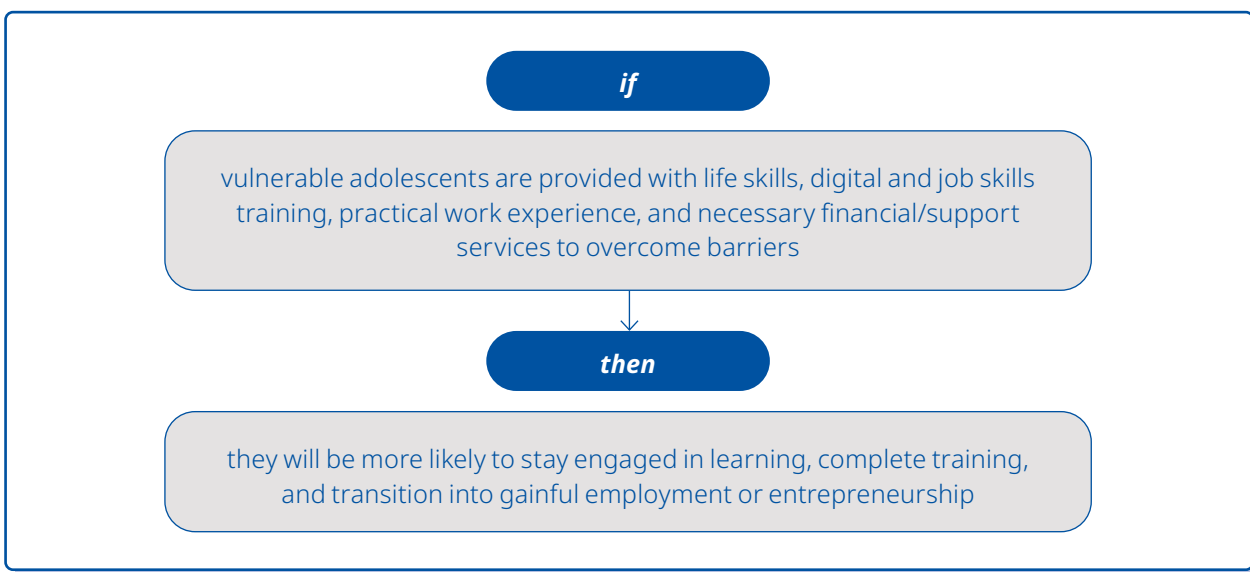 if
vulnerable adolescents are provided with life skills, digital and job skills
training, practical work experience, and necessary financial/support
services to overcome barriers
then
they will be more likely to stay engaged in learning, complete training,
and transition into gainful employment or entrepreneurship